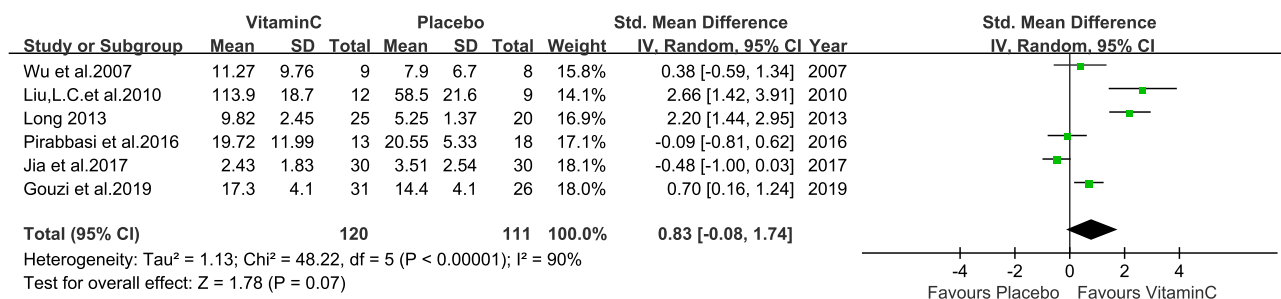 VitaminC Placebo Std. Mean Difference Std. Mean Difference
Study or Subgroup Mean SD Total Mean SD Total Weight IV, Random, 95% CI Year IV, Random, 95% CI
Wu et al.2007 11.27 9.76 9 7.9 6.7 8 15.8% 0.38 [-0.59, 1.34] 2007
Liu,L.C.et al.2010 113.9 18.7 12 58.5 21.6 9 14.1% 2.66 [1.42, 3.91] 2010
Long 2013 9.82 2.45 25 5.25 1.37 20 16.9% 2.20 [1.44, 2.95] 2013
Pirabbasi et al.2016 19.72 11.99 13 20.55 5.33 18 17.1% -0.09 [-0.81, 0.62] 2016
Jia et al.2017 2.43 1.83 30 3.51 2.54 30 18.1% -0.48 [-1.00, 0.03] 2017
Gouzi et al.2019 17.3 4.1 31 14.4 4.1 26 18.0% 0.70 [0.16, 1.24] 2019
Total (95% CI) 120 111 100.0% 0.83 [-0.08, 1.74]
Heterogeneity: Tau² = 1.13; Chi² = 48.22, df = 5 (P < 0.00001); I² = 90%
Test for overall effect: Z = 1.78 (P = 0.07)
-4 -2 0 2 4
Favours Placebo Favours VitaminC